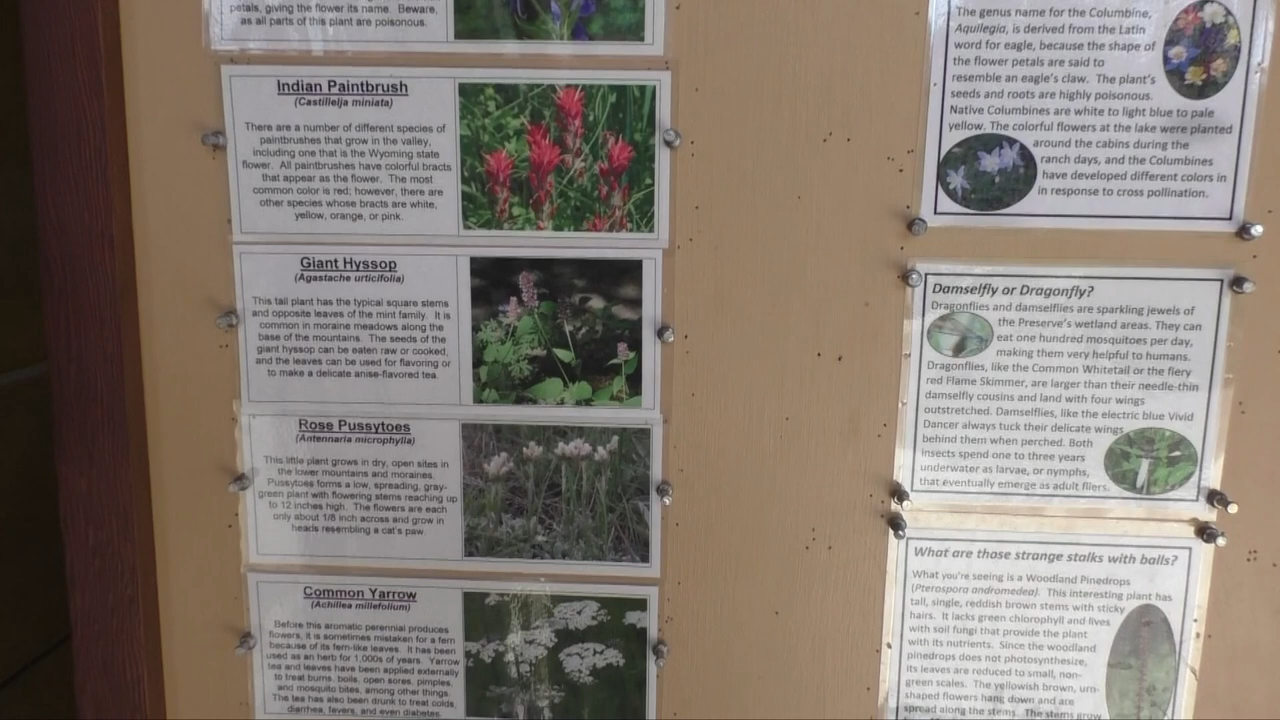 petals, giving the flower its name. Beware,
as all parts of this plant are poisonous.
Indian Paintbrush
(Castilleja miniata)
There are a number of different species of
paintbrushes that grow in the valley,
including one that is the Wyoming state
flower. All paintbrushes have colorful bracts
that appear as the flower. The most
common color is red; however, there are
other species whose bracts are white,
yellow, orange, or pink.
Giant Hyssop
(Agastache urticifolia)
This tall plant has the typical square stems
and opposite leaves of the mint family. It is
common in moraine meadows along the
base of the mountains. The seeds of the
giant hyssop can be eaten raw or cooked,
and the leaves can be used for flavoring or
to make a delicate anise-flavored tea.
Rose Pussytoes
(Antennaria microphylla)
This little plant grows in dry, open sites in
the lower mountains and moraines.
Pussytoes forms a low, spreading, gray-
green plant with flowering stems reaching up
to 12 inches high. The flowers are each
only about 1/8 inch across and grow in
heads resembling a cat's paw.
Common Yarrow
(Achillea millefolium)
Before this aromatic perennial produces
flowers, it is sometimes mistaken for a fern
because of its fern-like leaves. It has been
used as an herb for 1,000s of years. Yarrow
tea and leaves have been applied externally
to treat burns, boils, open sores, pimples,
and mosquito bites, among other things.
The tea has also been drunk to treat colds,
diarrhea, fevers, and even diabetes.
The genus name for the Columbine,
Aquilegia, is derived from the Latin
word for eagle, because the shape of
the flower petals are said to
resemble an eagle's claw. The plant's
seeds and roots are highly poisonous.
Native Columbines are white to light blue to pale
yellow. The colorful flowers at the lake were planted
around the cabins during the
ranch days, and the Columbines
have developed different colors in
in response to cross pollination.
Damselfly or Dragonfly?
Dragonflies and damselflies are sparkling jewels of
the Preserve's wetland areas. They can
eat one hundred mosquitoes per day,
making them very helpful to humans.
Dragonflies, like the Common Whitetail or the fiery
red Flame Skimmer, are larger than their needle-thin
damselfly cousins and land with four wings
outstretched. Damselflies, like the electric blue Vivid
Dancer always tuck their delicate wings
behind them when perched. Both
insects spend one to three years
underwater as larvae, or nymphs,
that eventually emerge as adult fliers.
What are those strange stalks with balls?
What you're seeing is a Woodland Pinedrops
(Pterospora andromedea). This interesting plant has
tall, single, reddish brown stems with sticky
hairs. It lacks green chlorophyll and lives
with soil fungi that provide the plant
with its nutrients. Since the woodland
pinedrops does not photosynthesize,
its leaves are reduced to small, non-
green scales. The yellowish brown, urn-
shaped flowers hang down and are
spread along the stems. The stems grow